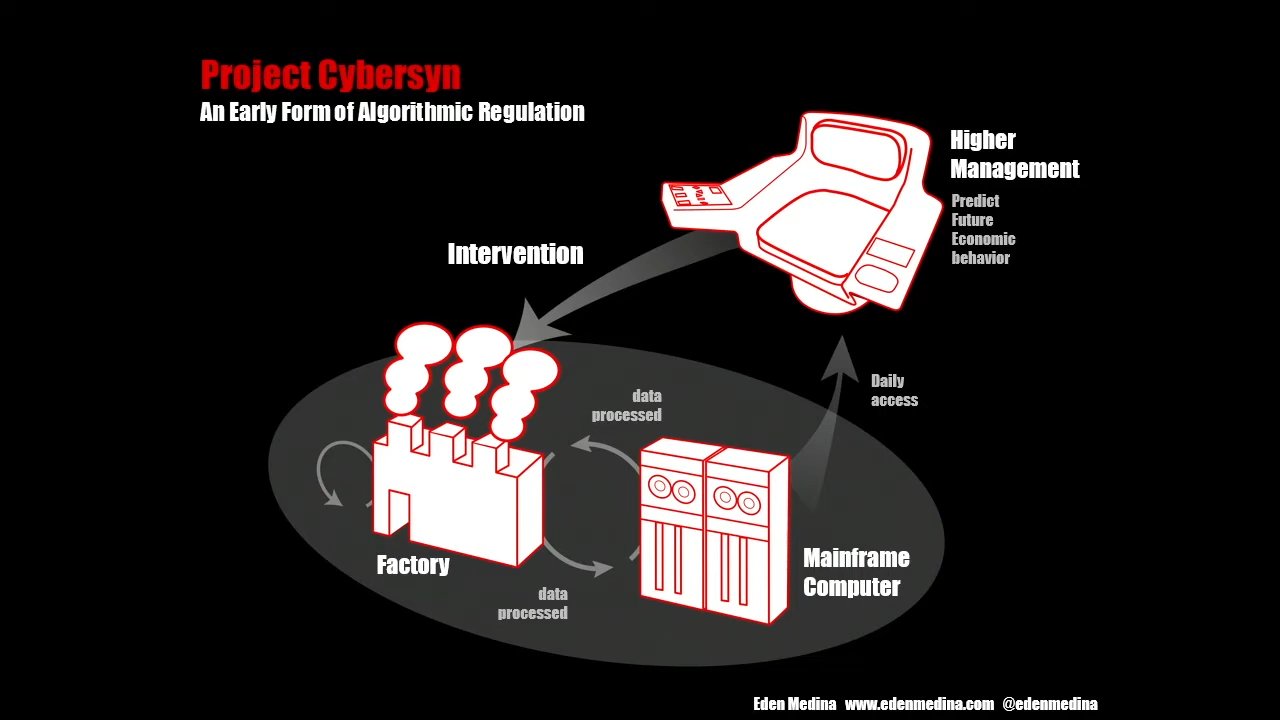 Project Cybersyn
An Early Form of Algorithmic Regulation
Higher
Management
Predict
Future
Economic
behavior
Intervention
Daily
access
data
processed
Factory
Mainframe
Computer
data
processed
Eden Medina www.edenmedina.com @edenmedina